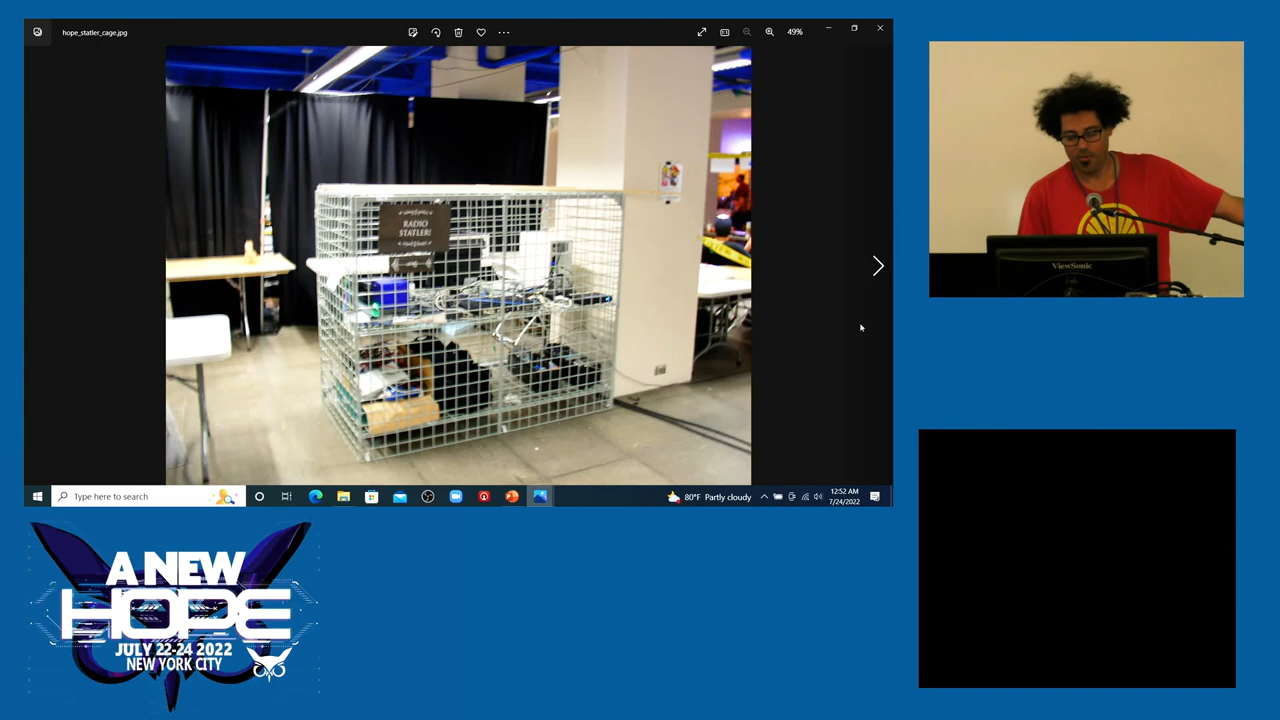 hope_statler_cage.jpg
49%
RADIO
STATLER!
ViewSonic
Type here to search
80°F Partly cloudy
12:52 AM
7/24/2022
A NEW
HOPE
JULY 22-24 2022
NEW YORK CITY